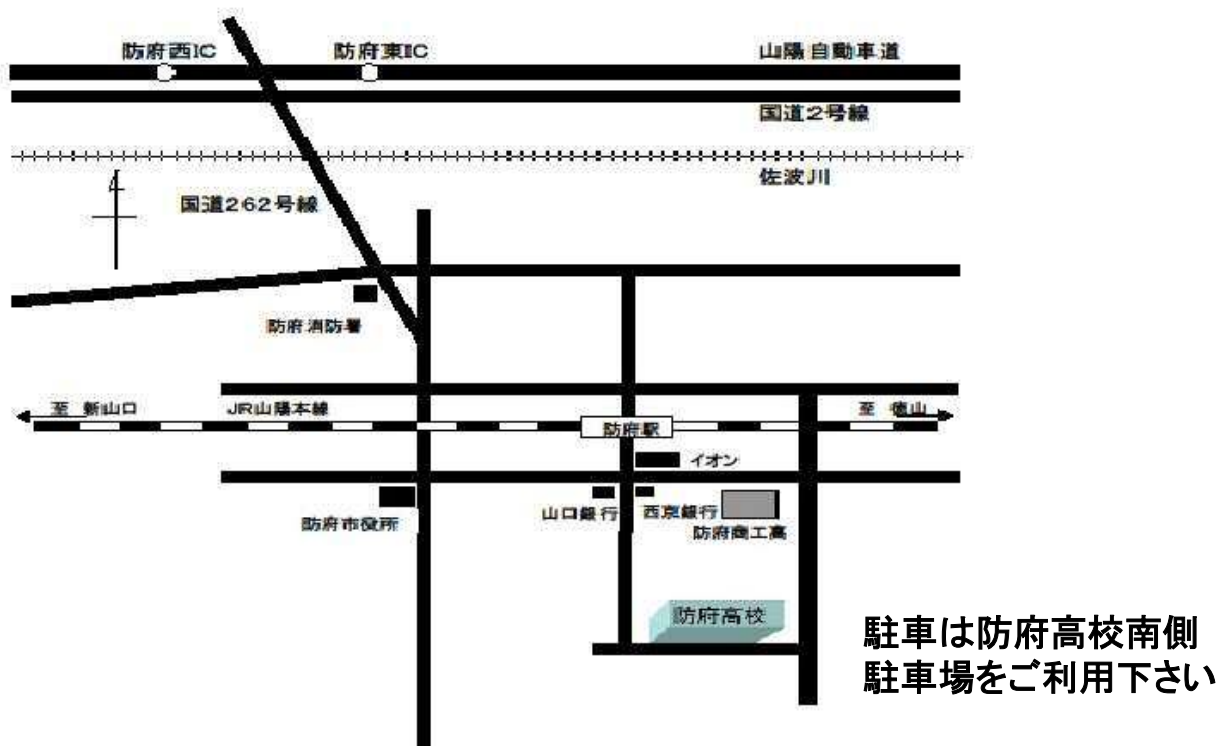 防府西IC
防府東IC
山陽自動車道
国道2号線
佐波川
国道262号線
防府消防署
至 新山口
JR山陽本線
至 徳山
防府駅
イオン
山口銀行
西京銀行
防府市役所
防府商工高
防府高校
駐車は防府高校南側
駐車場をご利用下さい